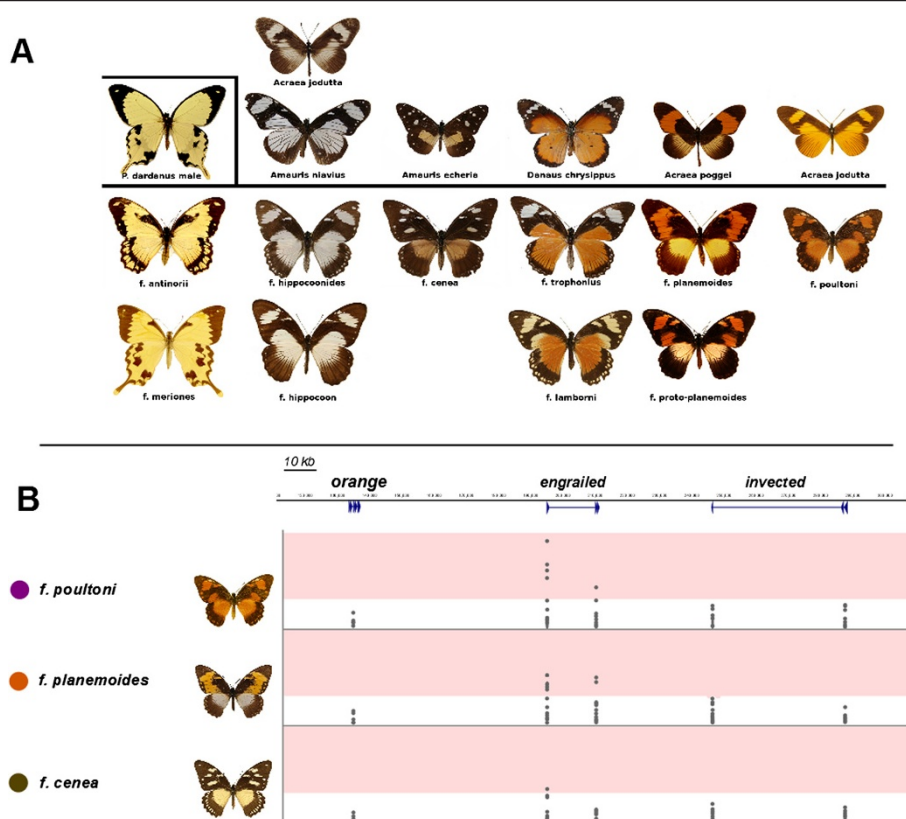 A
Acraea jodutta
P. dardanus male
Amauris niavius
Amauris echeria
Danaus chrysippus
Acraea poggei
Acraea jodutta
f. antinorii
f. hippocoonides
f. cenea
f. trophonius
f. planemoides
f. poultoni
f. meriones
f. hippocoon
f. lamborni
f. proto-planemoides
10 kb
B
orange
engrailed
invected
f. poultoni
f. planemoides
f. cenea